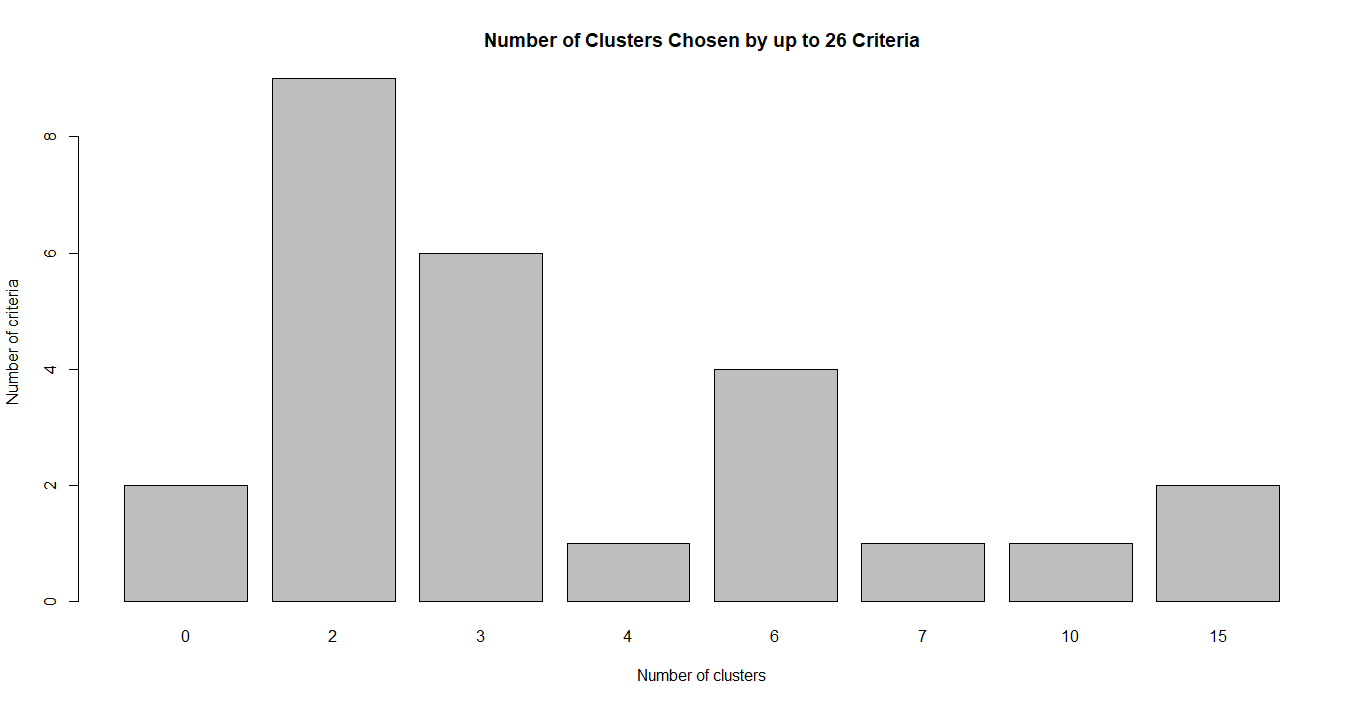 Number of Clusters Chosen by up to 26 Criteria
Number of criteria
8
6
4
2
0
0 2 3 4 6 7 10 15
Number of clusters